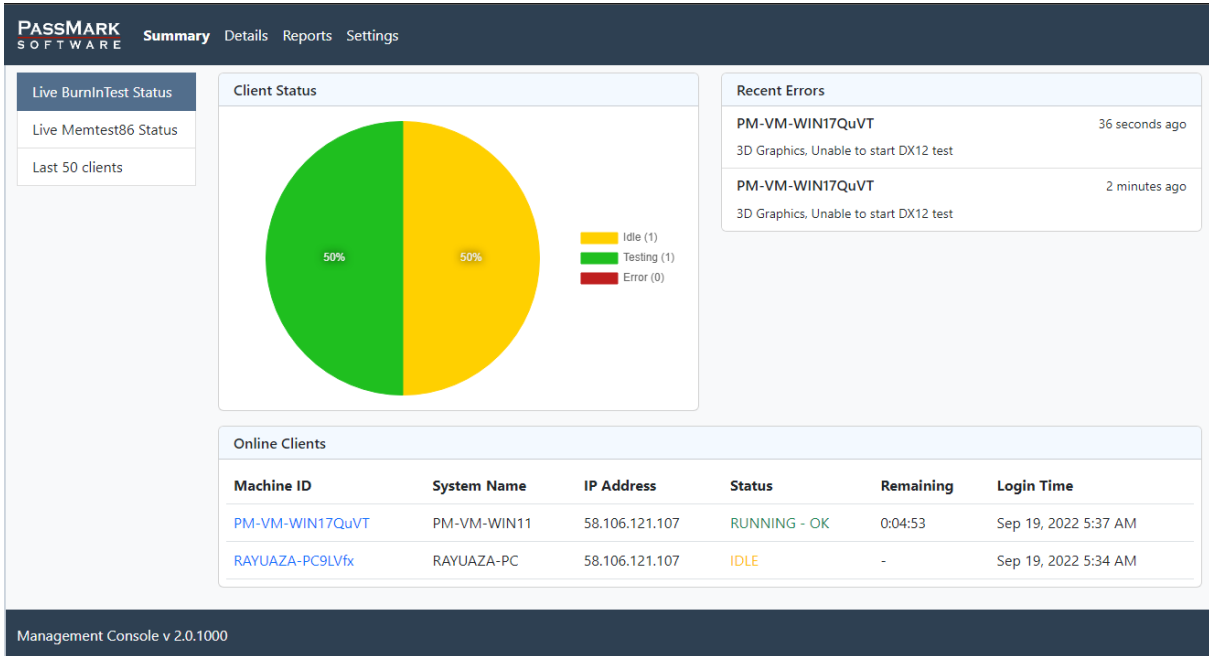 PASSMARK
SOFTWARE
Summary Details Reports Settings
Live BurnInTest Status
Live Memtest86 Status
Last 50 clients
Client Status
50% 50%
Idle (1)
Testing (1)
Error (0)
Recent Errors
PM-VM-WIN17QuVT 36 seconds ago
3D Graphics, Unable to start DX12 test
PM-VM-WIN17QuVT 2 minutes ago
3D Graphics, Unable to start DX12 test
Online Clients
Machine ID System Name IP Address Status Remaining Login Time
PM-VM-WIN17QuVT PM-VM-WIN11 58.106.121.107 RUNNING - OK 0:04:53 Sep 19, 2022 5:37 AM
RAYUAZA-PC9LVfx RAYUAZA-PC 58.106.121.107 IDLE - Sep 19, 2022 5:34 AM
Management Console v 2.0.1000